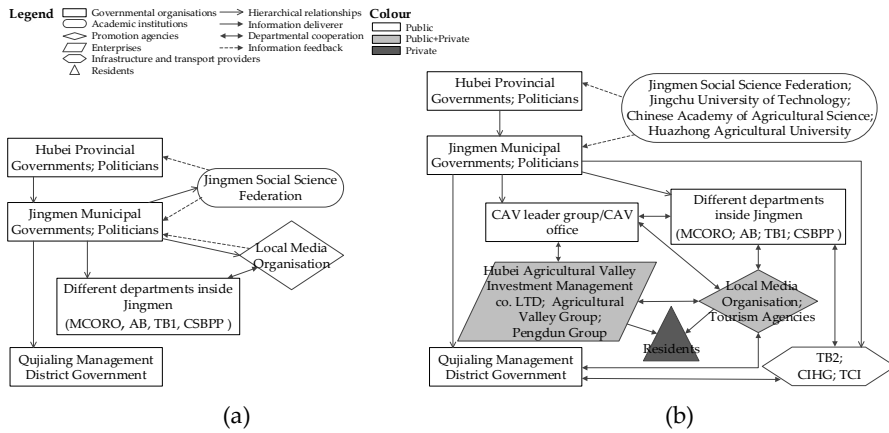 Legend
Governmental organisations
Academic institutions
Promotion agencies
Enterprises
Infrastructure and transport providers
Residents
Hierarchical relationships
Information deliverer
Departmental cooperation
Information feedback
Colour
Public
Public+Private
Private
Hubei Provincial
Governments; Politicians
Jingmen Social Science
Federation
Jingmen Municipal
Governments; Politicians
Local Media
Organisation
Different departments inside
Jingmen
(MCORO, AB, TB1, CSBPP )
Qujialing Management
District Government
(a)
Hubei Provincial
Governments; Politicians
Jingmen Social Science Federation;
Jingchu University of Technology;
Chinese Academy of Agricultural Science;
Huazhong Agricultural University
Jingmen Municipal
Governments; Politicians
CAV leader group/CAV
office
Different departments
inside Jingmen
(MCORO; AB; TB1; CSBPP )
Hubei Agricultural Valley
Investment Management
co. LTD; Agricultural
Valley Group;
Pengdun Group
Local Media
Organisation;
Tourism Agencies
Residents
Qujialing Management
District Government
TB2;
CIHG; TCI
(b)